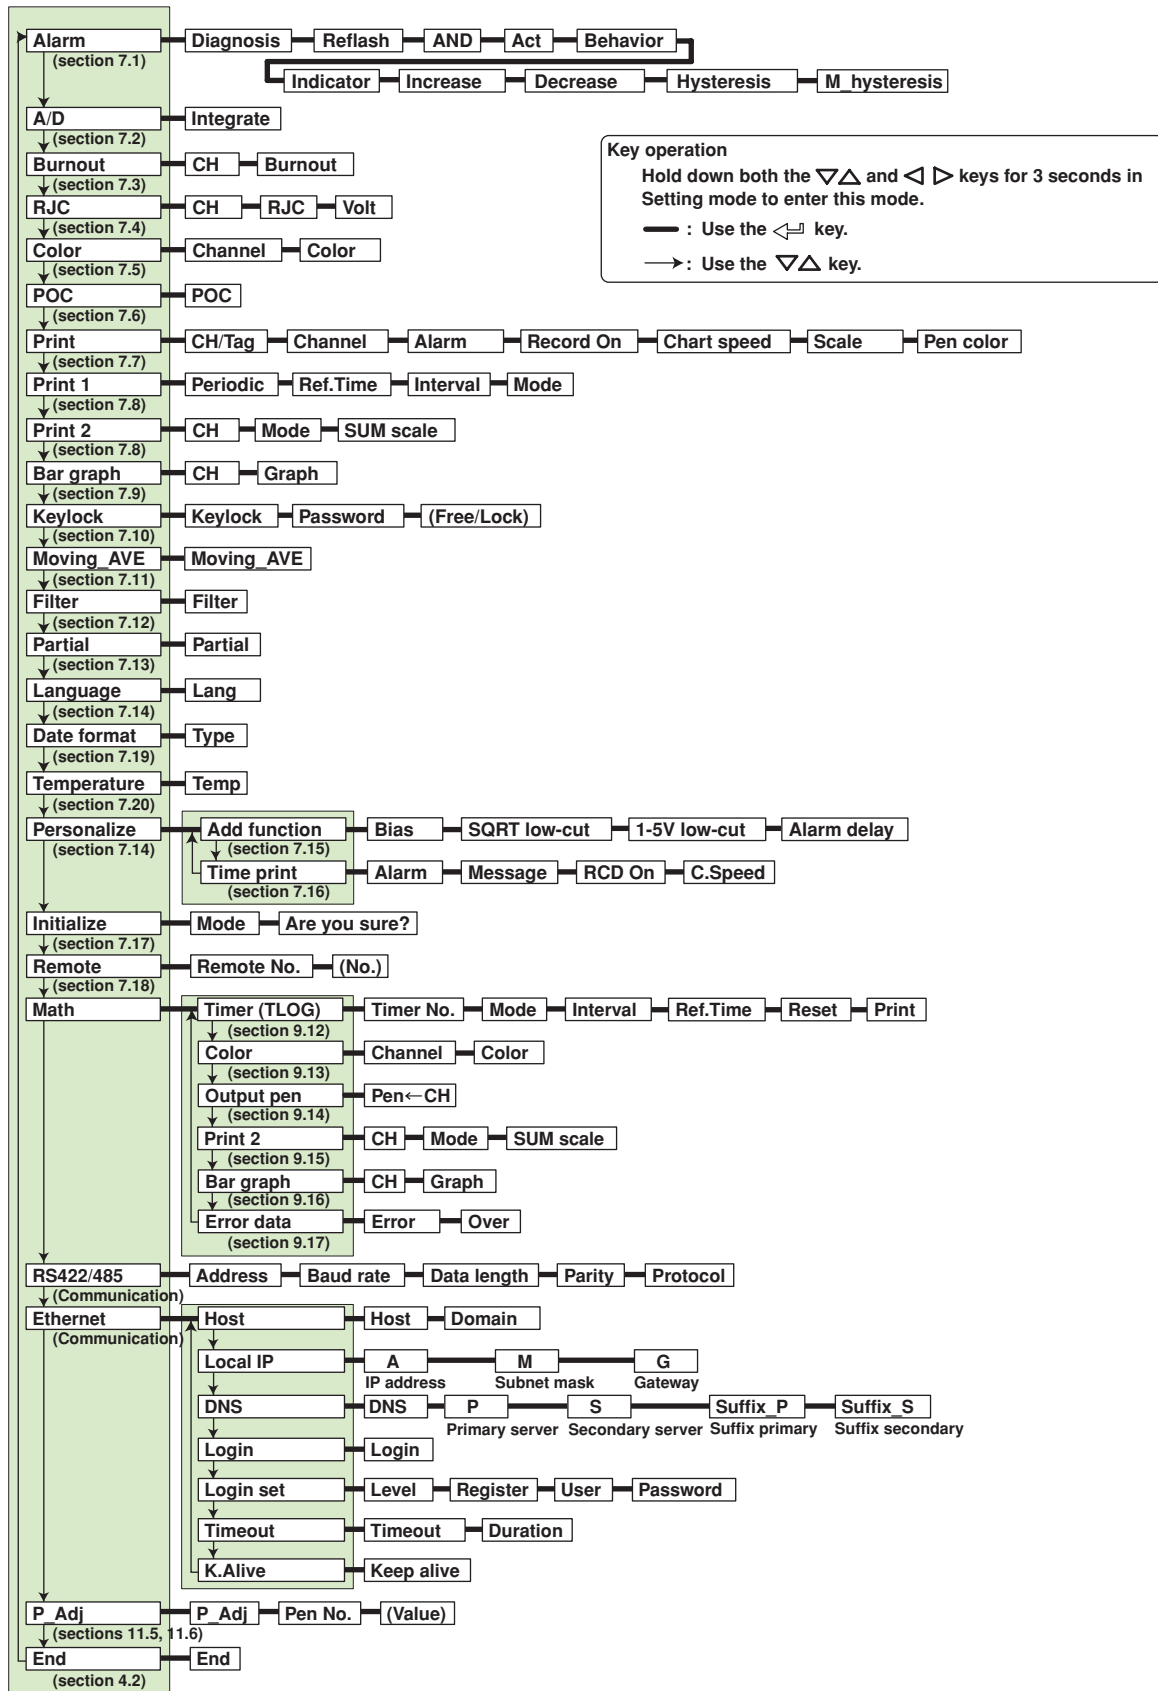 Alarm Diagnosis Reflash AND Act Behavior
(section 7.1)
Indicator Increase Decrease Hysteresis M_hysteresis
A/D Integrate
(section 7.2)
Key operation
Hold down both the ▽△ and ◁ ▷ keys for 3 seconds in
Setting mode to enter this mode.
: Use the key.
: Use the ▽△ key.
Burnout CH Burnout
(section 7.3)
RJC CH RJC Volt
(section 7.4)
Color Channel Color
(section 7.5)
POC POC
(section 7.6)
Print CH/Tag Channel Alarm Record On Chart speed Scale Pen color
(section 7.7)
Print 1 Periodic Ref.Time Interval Mode
(section 7.8)
Print 2 CH Mode SUM scale
(section 7.8)
Bar graph CH Graph
(section 7.9)
Keylock Keylock Password (Free/Lock)
(section 7.10)
Moving_AVE Moving_AVE
(section 7.11)
Filter Filter
(section 7.12)
Partial Partial
(section 7.13)
Language Lang
(section 7.14)
Date format Type
(section 7.19)
Temperature Temp
(section 7.20)
Personalize Add function Bias SQRT low-cut 1-5V low-cut Alarm delay
(section 7.14) (section 7.15)
Time print Alarm Message RCD On C.Speed
(section 7.16)
Initialize Mode Are you sure?
(section 7.17)
Remote Remote No. (No.)
(section 7.18)
Math Timer (TLOG) Timer No. Mode Interval Ref.Time Reset Print
(section 9.12)
Color Channel Color
(section 9.13)
Output pen Pen←CH
(section 9.14)
Print 2 CH Mode SUM scale
(section 9.15)
Bar graph CH Graph
(section 9.16)
Error data Error Over
(section 9.17)
RS422/485 Address Baud rate Data length Parity Protocol
(Communication)
Ethernet Host Host Domain
(Communication)
Local IP A M G
IP address Subnet mask Gateway
DNS DNS P S Suffix_P Suffix_S
Primary server Secondary server Suffix primary Suffix secondary
Login Login
Login set Level Register User Password
Timeout Timeout Duration
K.Alive Keep alive
P_Adj P_Adj Pen No. (Value)
(sections 11.5, 11.6)
End End
(section 4.2)